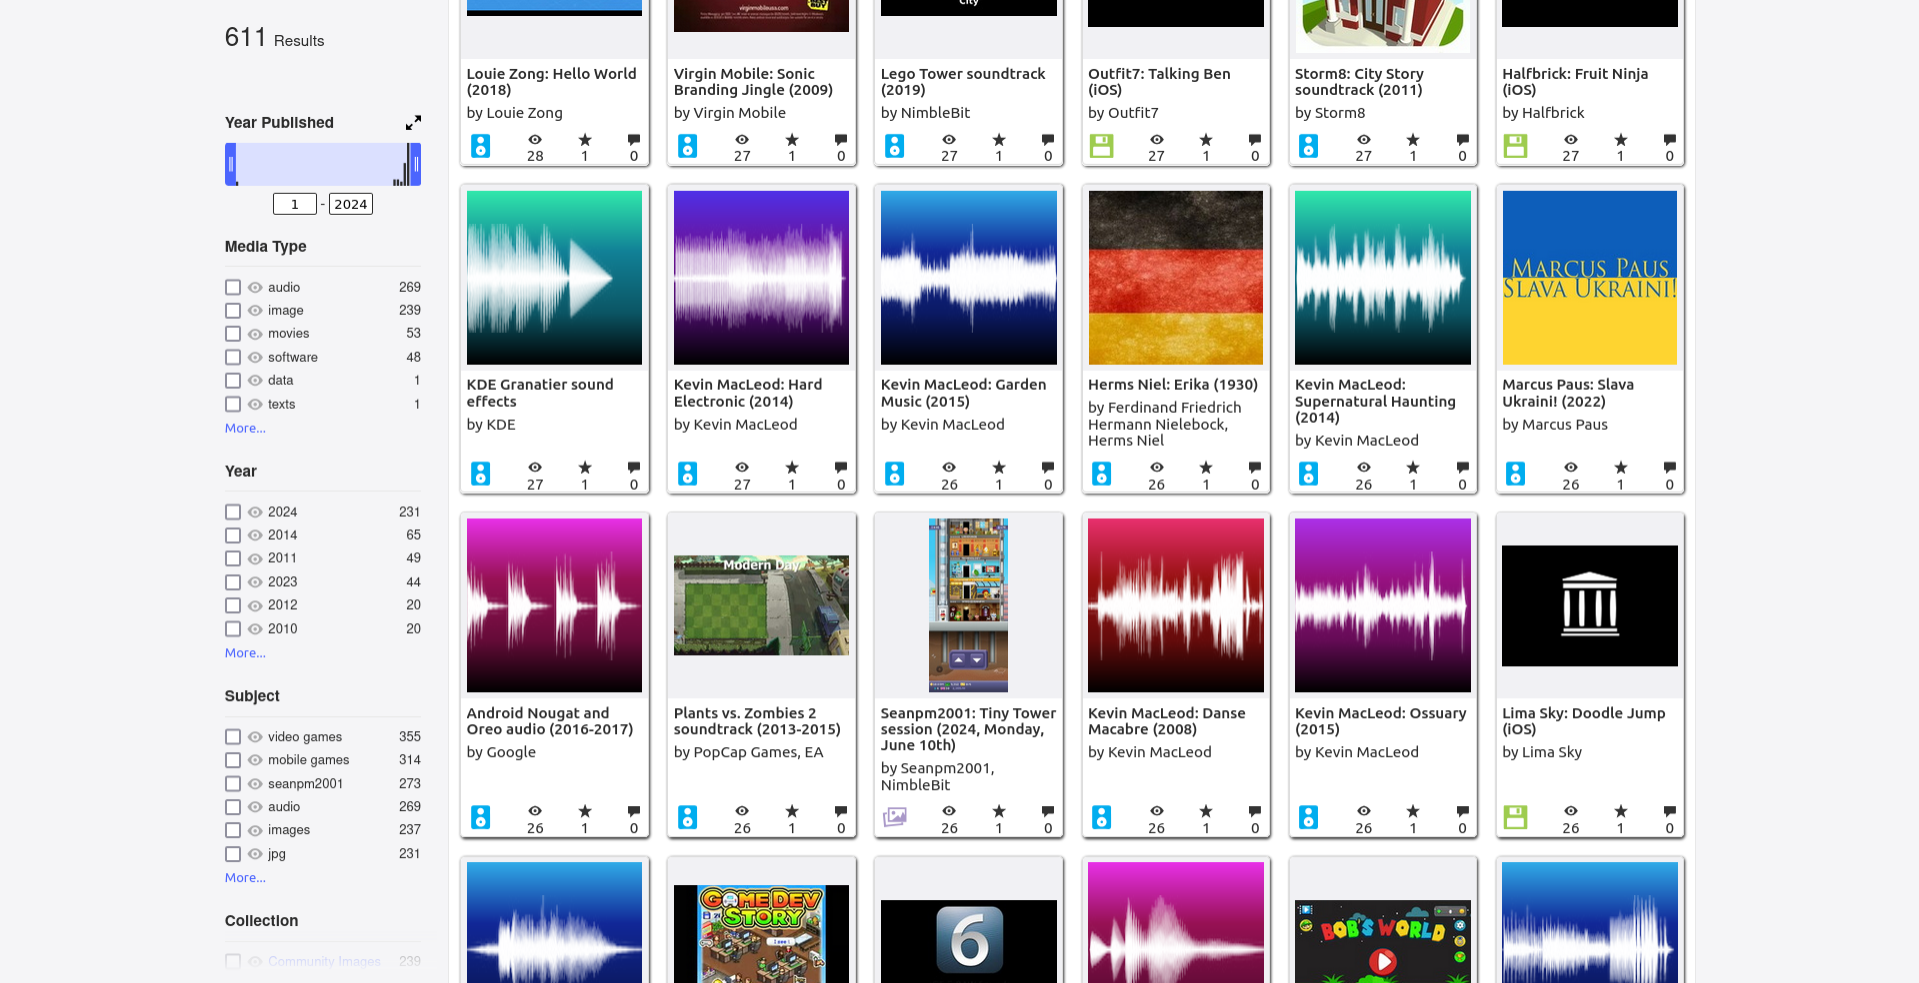 611 Results
Year Published
1 - 2024
Media Type
audio 269
image 239
movies 53
software 48
data 1
texts 1
More...
Year
2024 231
2014 65
2011 49
2023 44
2012 20
2010 20
More...
Subject
video games 355
mobile games 314
seanpm2001 273
audio 269
images 237
jpg 231
More...
Collection
Community Images 239
virginmobileusa.com
City
Louie Zong: Hello World
(2018)
by Louie Zong
28 1 0
Virgin Mobile: Sonic
Branding Jingle (2009)
by Virgin Mobile
27 1 0
Lego Tower soundtrack
(2019)
by NimbleBit
27 1 0
Outfit7: Talking Ben
(iOS)
by Outfit7
27 1 0
Storm8: City Story
soundtrack (2011)
by Storm8
27 1 0
Halfbrick: Fruit Ninja
(iOS)
by Halfbrick
27 1 0
KDE Granatier sound
effects
by KDE
27 1 0
Kevin MacLeod: Hard
Electronic (2014)
by Kevin MacLeod
27 1 0
Kevin MacLeod: Garden
Music (2015)
by Kevin MacLeod
26 1 0
Herms Niel: Erika (1930)
by Ferdinand Friedrich
Hermann Nielebock,
Herms Niel
26 1 0
Kevin MacLeod:
Supernatural Haunting
(2014)
by Kevin MacLeod
26 1 0
MARCUS PAUS
SLAVA UKRAINI!
Marcus Paus: Slava
Ukraini! (2022)
by Marcus Paus
26 1 0
Android Nougat and
Oreo audio (2016-2017)
by Google
26 1 0
Modern Day
Plants vs. Zombies 2
soundtrack (2013-2015)
by PopCap Games, EA
26 1 0
Seanpm2001: Tiny Tower
session (2024, Monday,
June 10th)
by Seanpm2001,
NimbleBit
26 1 0
Kevin MacLeod: Danse
Macabre (2008)
by Kevin MacLeod
26 1 0
Kevin MacLeod: Ossuary
(2015)
by Kevin MacLeod
26 1 0
Lima Sky: Doodle Jump
(iOS)
by Lima Sky
26 1 0
GAME DEV
STORY
6
BOB'S WORLD